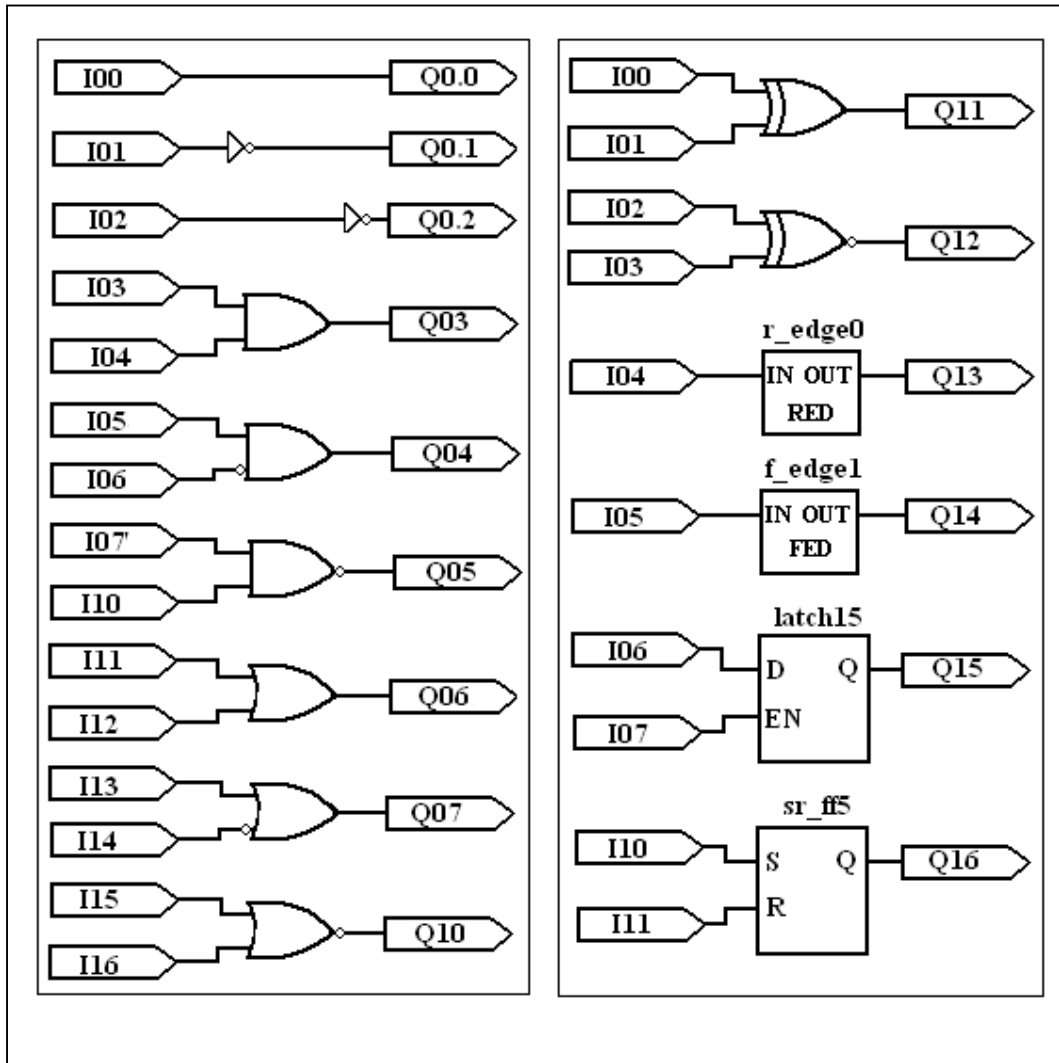 I00 Q0.0
I01 Q0.1
I02 Q0.2
I03
Q03
I04
I05
Q04
I06
I07'
Q05
I10
I11
Q06
I12
I13
Q07
I14
I15
Q10
I16
I00
Q11
I01
I02
Q12
I03
r_edge0
I04 IN OUT Q13
RED
f_edge1
I05 IN OUT Q14
FED
latch15
I06
D Q Q15
I07 EN
sr_ff5
I10
S Q Q16
R
I11